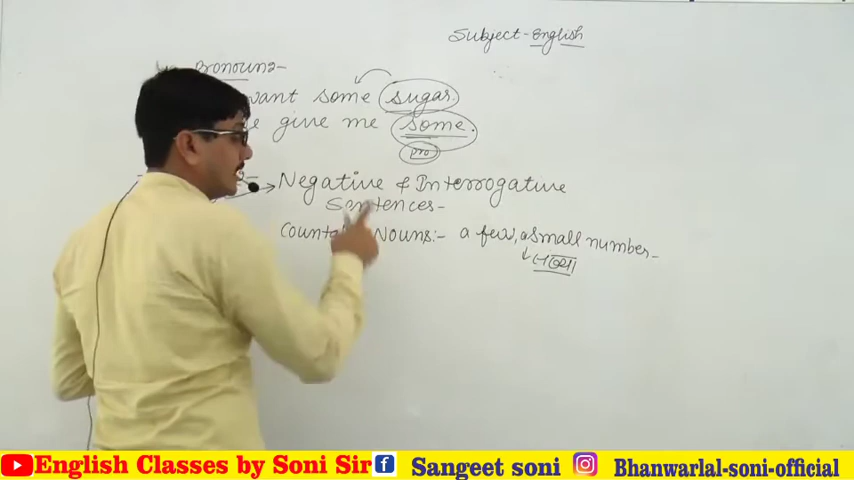 Subject - English
Pronouns-
want some sugar.
give me some.
pro
Negative & Interrogative
Sentences-
Nouns:- a few, a small number-
English Classes by Soni Sir Sangeet soni Bhanwarlal-soni-official